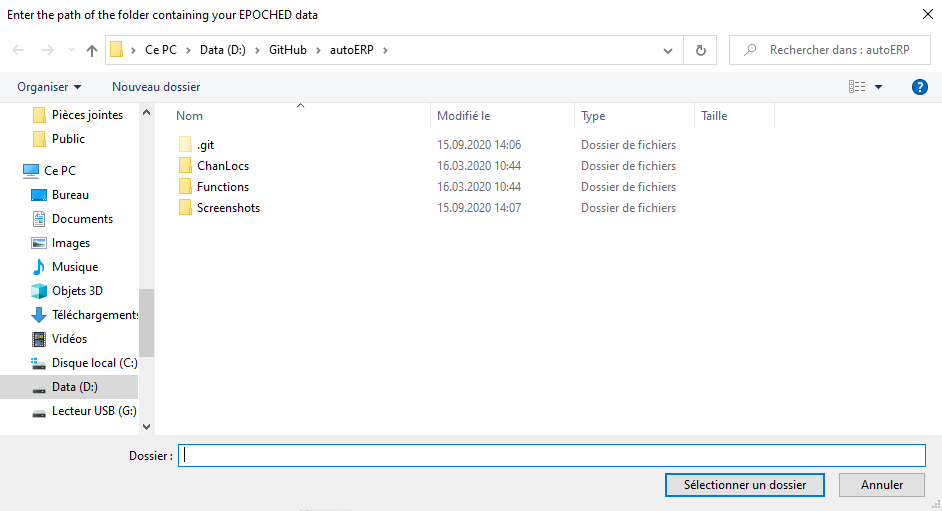 Enter the path of the folder containing your EPOCHED data
Ce PC > Data (D:) > GitHub > autoERP >
Rechercher dans : autoERP
Organiser
Nouveau dossier
?
Pièces jointes
Public
Ce PC
Bureau
Documents
Images
Musique
Objets 3D
Téléchargements
Vidéos
Disque local (C:)
Data (D:)
Lecteur USB (G:)
Nom Modifié le Type Taille
.git 15.09.2020 14:06 Dossier de fichiers
ChanLocs 16.03.2020 10:44 Dossier de fichiers
Functions 16.03.2020 10:44 Dossier de fichiers
Screenshots 15.09.2020 14:07 Dossier de fichiers
Dossier :
Sélectionner un dossier
Annuler